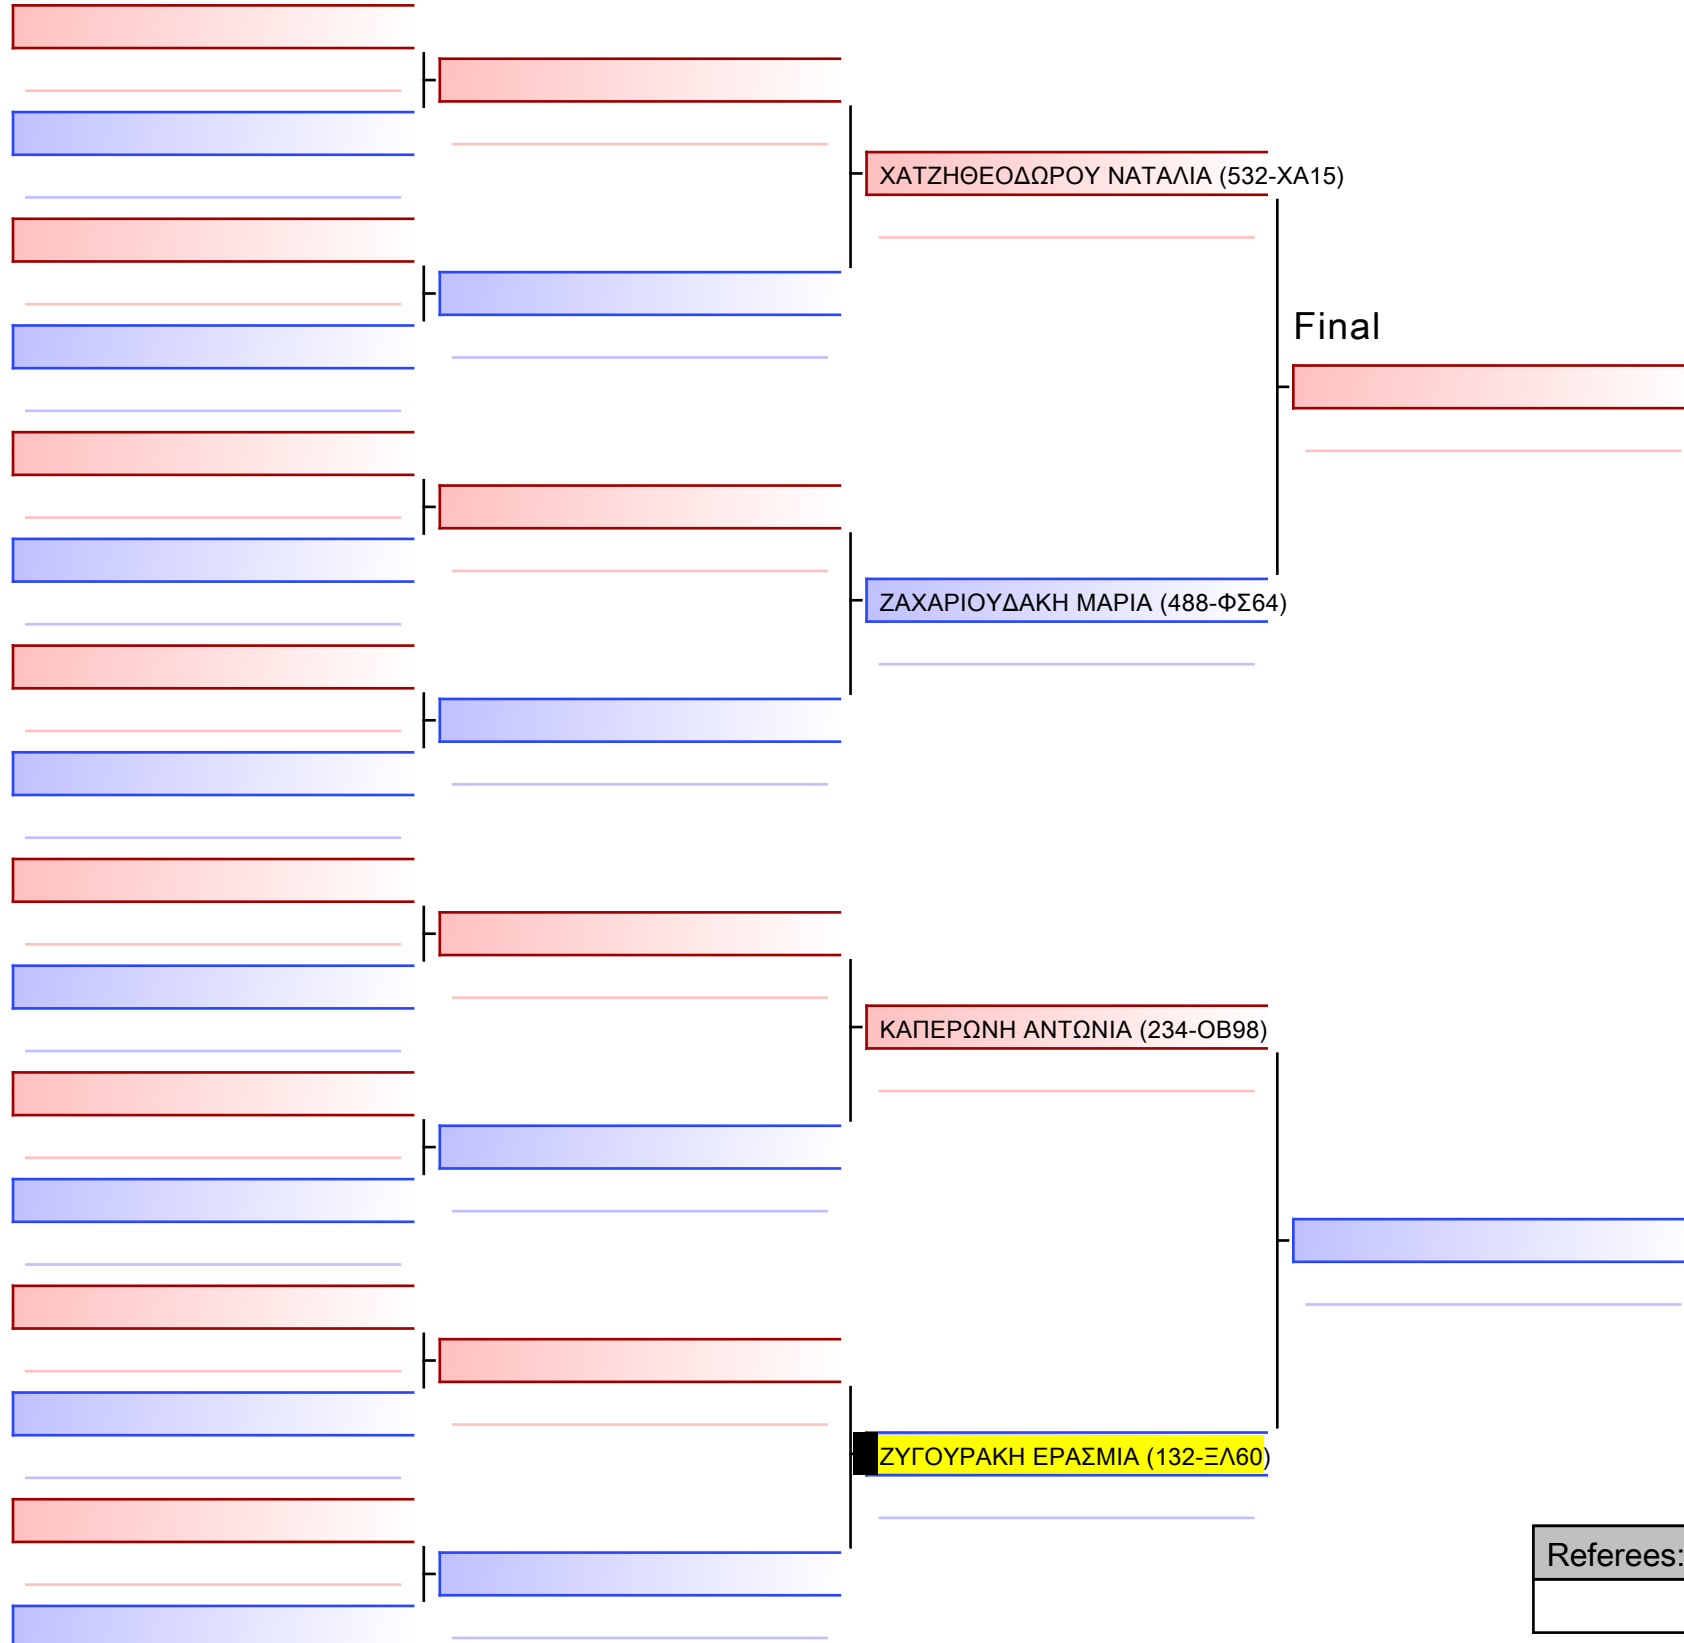 ΧΑΤΖΗΘΕΟΔΩΡΟΥ ΝΑΤΑΛΙΑ (532-ΧΑ15)
Final
ΖΑΧΑΡΙΟΥΔΑΚΗ ΜΑΡΙΑ (488-ΦΣ64)
ΚΑΠΕΡΩΝΗ ΑΝΤΩΝΙΑ (234-ΟΒ98)
ΖΥΓΟΥΡΑΚΗ ΕΡΑΣΜΙΑ (132-ΞΛ60)
Referees: